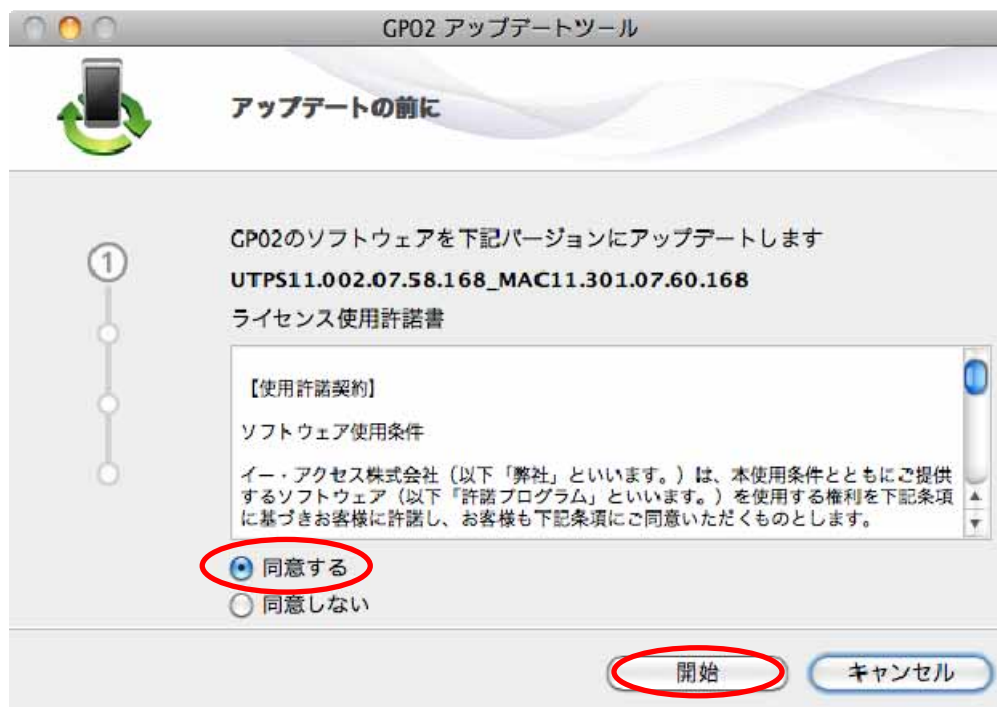 GP02 アップデートツール
アップデートの前に
1
GP02のソフトウェアを下記バージョンにアップデートします
UTPS11.002.07.58.168_MAC11.301.07.60.168
ライセンス使用許諾書
【使用許諾契約】
ソフトウェア使用条件
イー・アクセス株式会社（以下「弊社」といいます。）は、本使用条件とともにご提供
するソフトウェア（以下「許諾プログラム」といいます。）を使用する権利を下記条項
に基づきお客様に許諾し、お客様も下記条項にご同意いただくものとします。
同意する
同意しない
開始
キャンセル